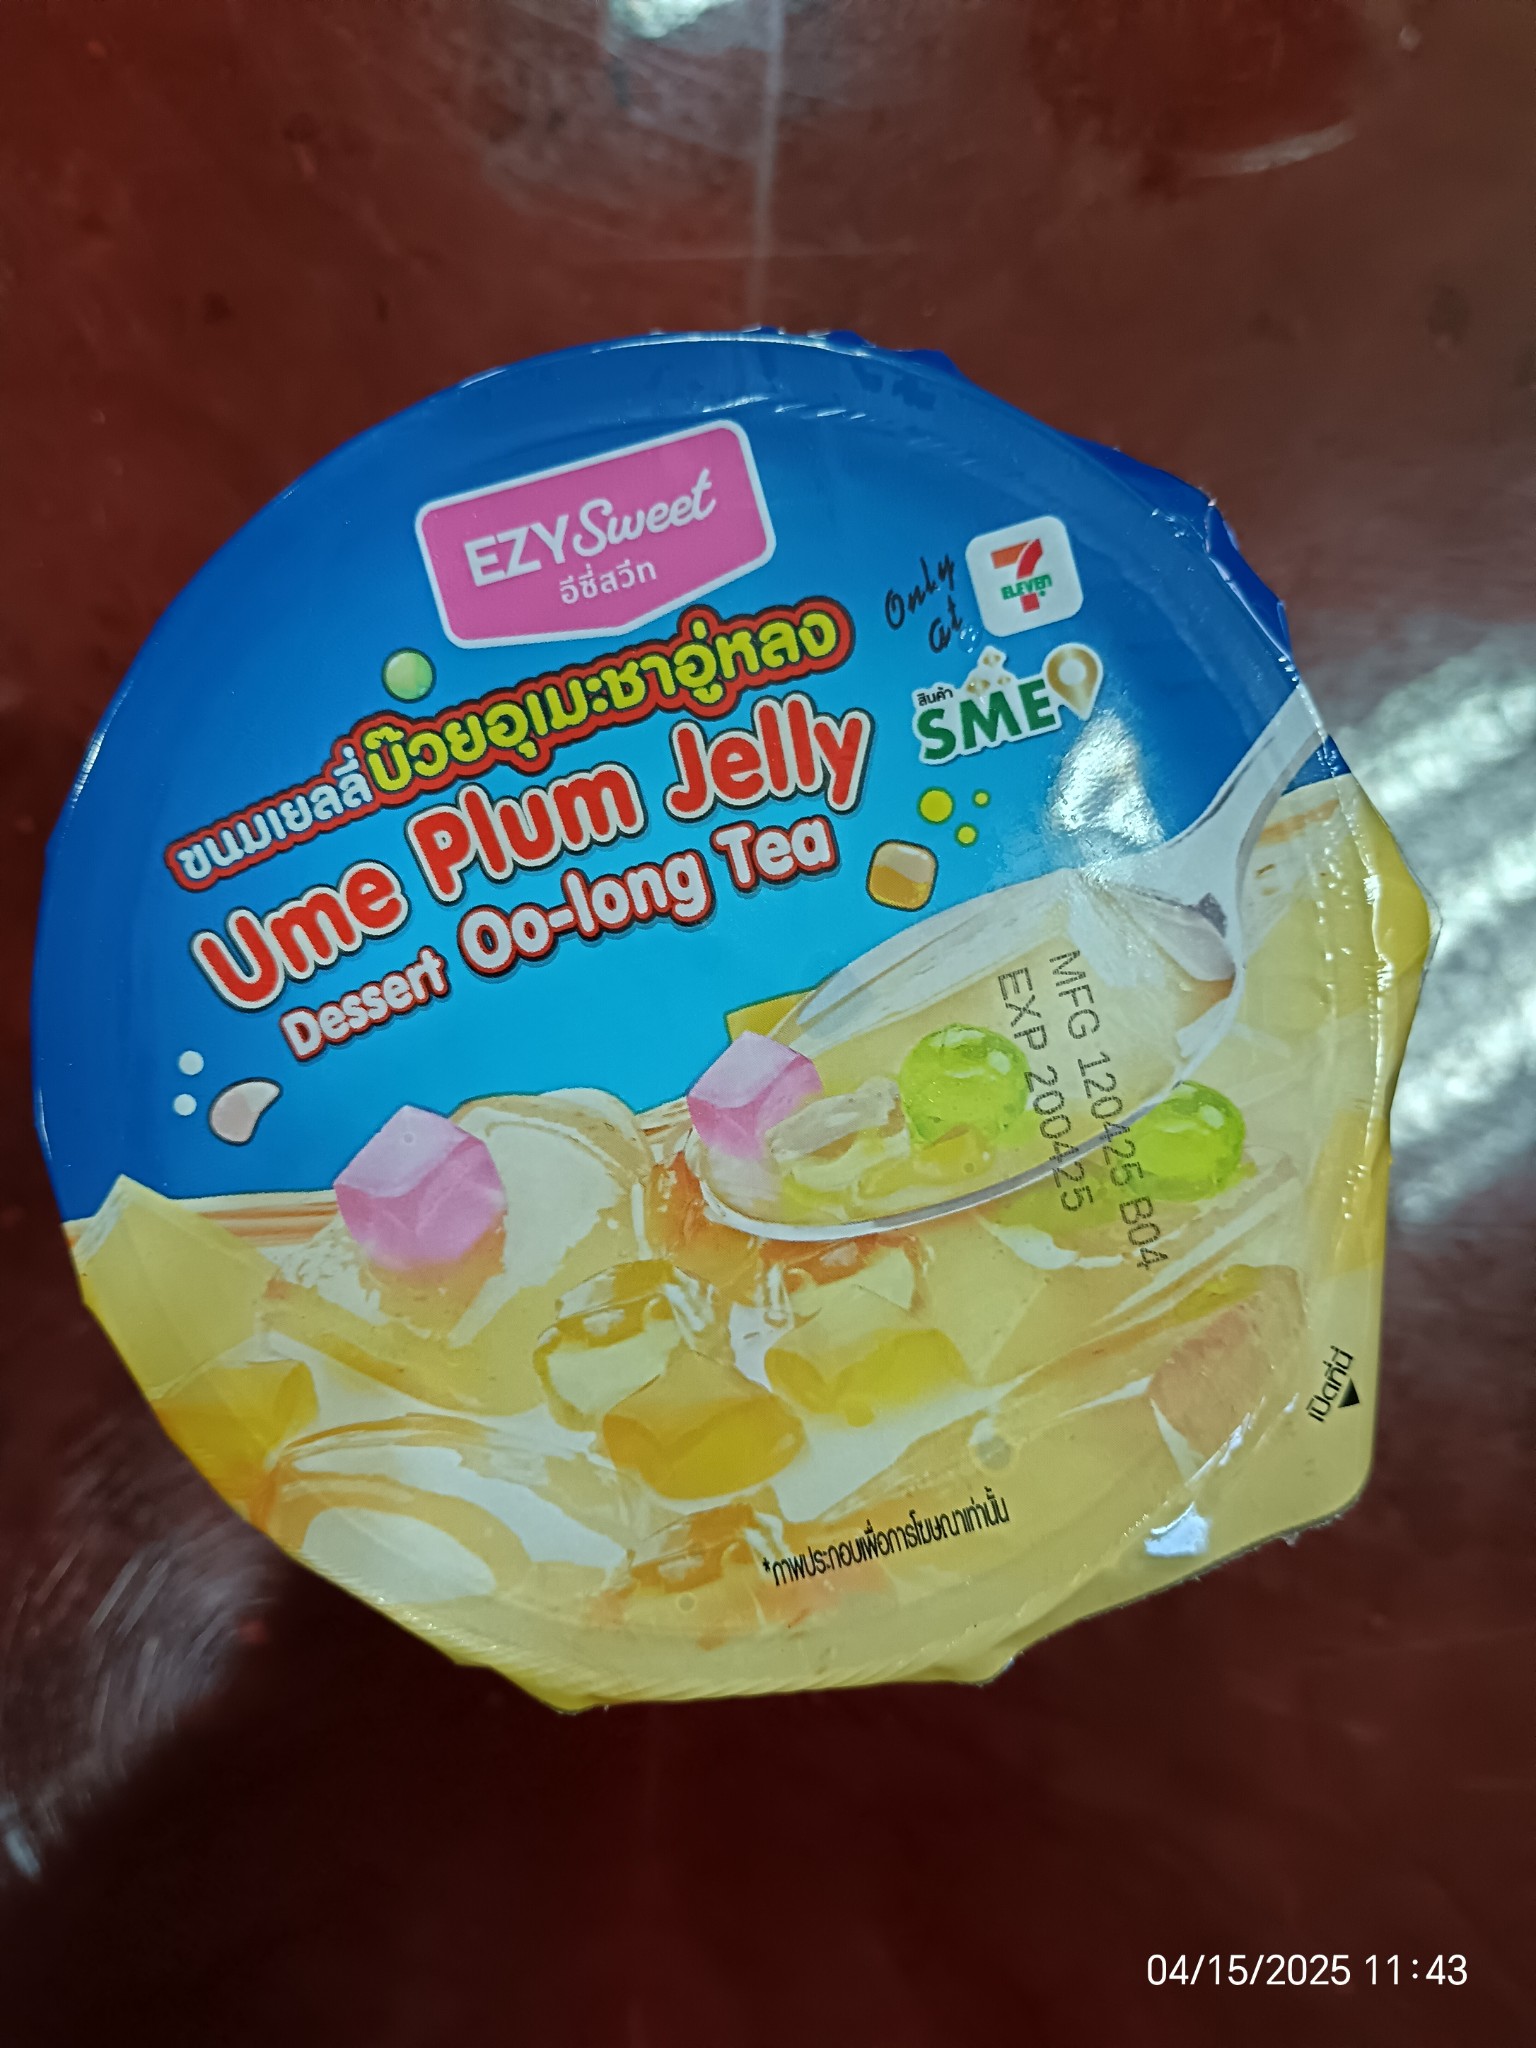 EZYSweet
อีซี่สวีท
Only at
7
ELEVEn
สินค้า
SME
ขนมเยลลี่บ๊วยอุเมะชาอู่หลง
Ume Plum Jelly
Dessert Oo-long Tea
MFG 120425 B04
EXP 200425
เปิดที่นี่
*ภาพประกอบเพื่อการโฆษณาเท่านั้น
04/15/2025 11:43